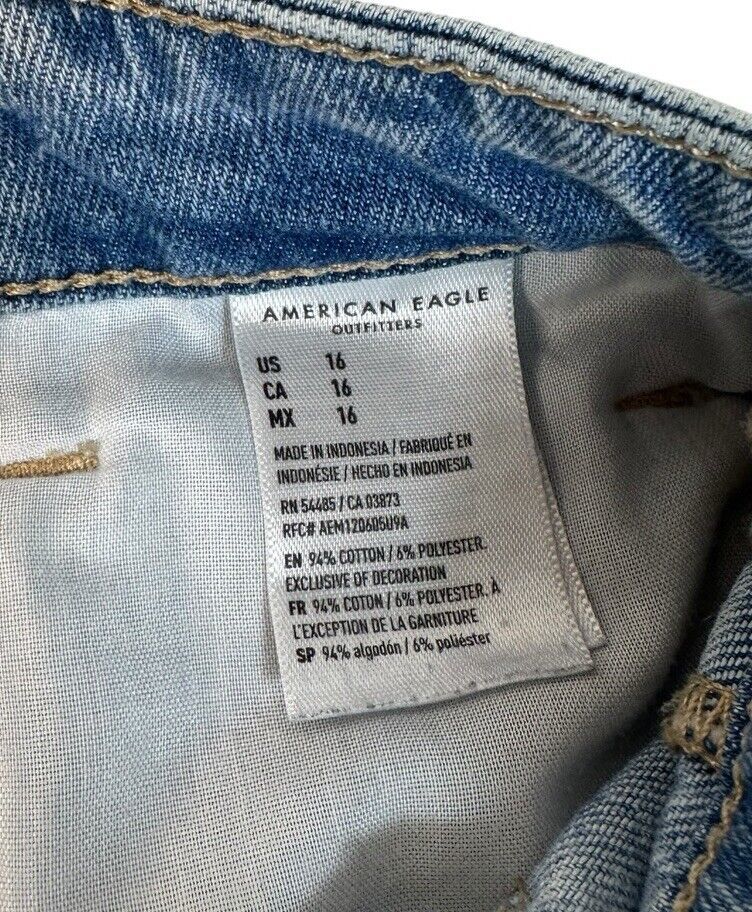 AMERICAN EAGLE
OUTFITTERS
US 16
CA 16
MX 16
MADE IN INDONESIA / FABRIQUÉ EN
INDONÉSIE / HECHO EN INDONESIA
RN 54485 / CA 03873
RFC# AEM120605U9A
EN 94% COTTON / 6% POLYESTER.
EXCLUSIVE OF DECORATION
FR 94% COTON / 6% POLYESTER. À
L'EXCEPTION DE LA GARNITURE
SP 94% algodón / 6% poliéster